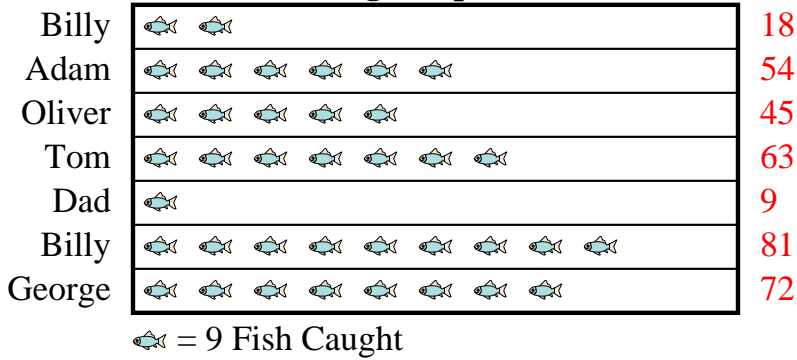 Billy 18
Adam 54
Oliver 45
Tom 63
Dad 9
Billy 81
George 72
= 9 Fish Caught